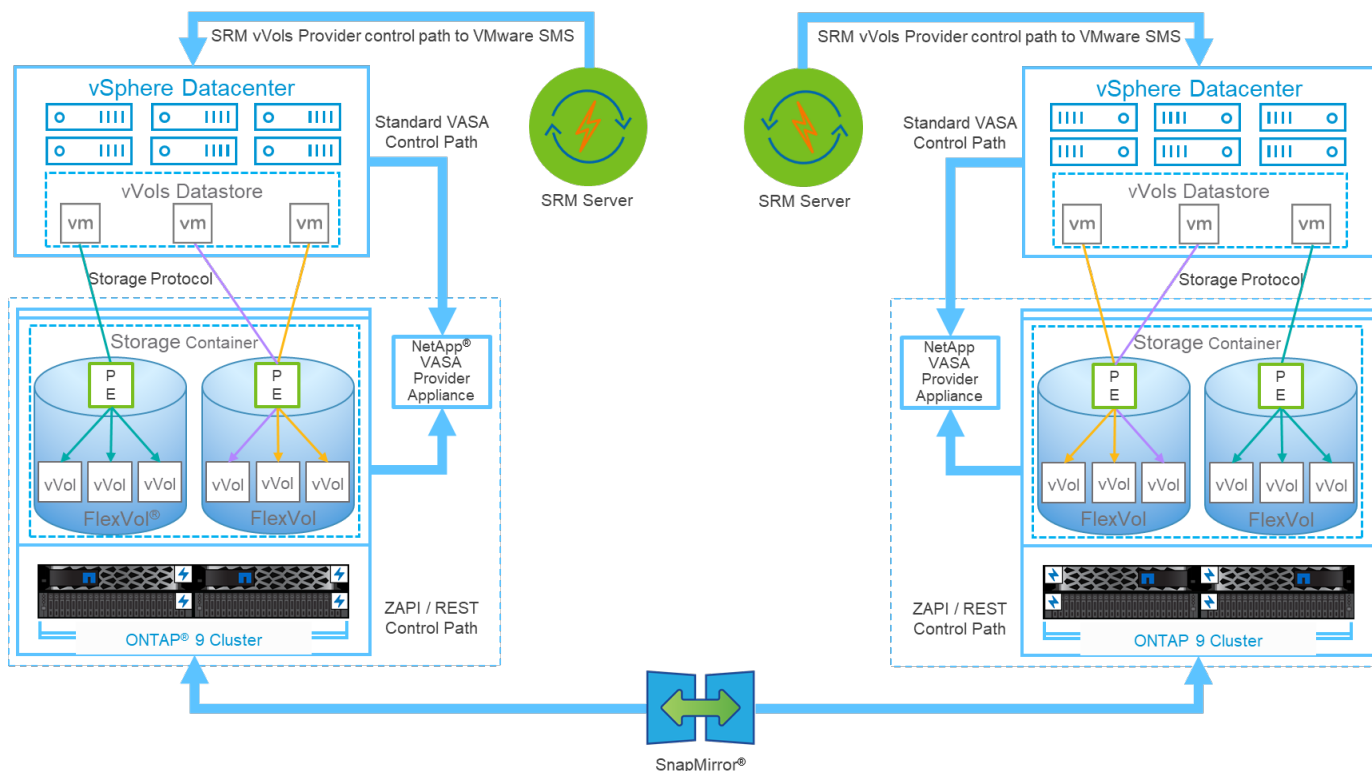 SRM vVols Provider control path to VMware SMS
vSphere Datacenter
Standard VASA
Control Path
SRM Server
vVols Datastore
vm
vm
vm
Storage Protocol
Storage Container
NetApp®
VASA
Provider
Appliance
P
E
P
E
vVol
vVol
vVol
vVol
vVol
vVol
FlexVol®
FlexVol
ZAPI / REST
Control Path
ONTAP® 9 Cluster
SRM vVols Provider control path to VMware SMS
vSphere Datacenter
Standard VASA
Control Path
SRM Server
vVols Datastore
vm
vm
vm
Storage Protocol
Storage Container
NetApp
VASA
Provider
Appliance
P
E
P
E
vVol
vVol
vVol
vVol
vVol
vVol
FlexVol
FlexVol
ZAPI / REST
Control Path
ONTAP 9 Cluster
SnapMirror®